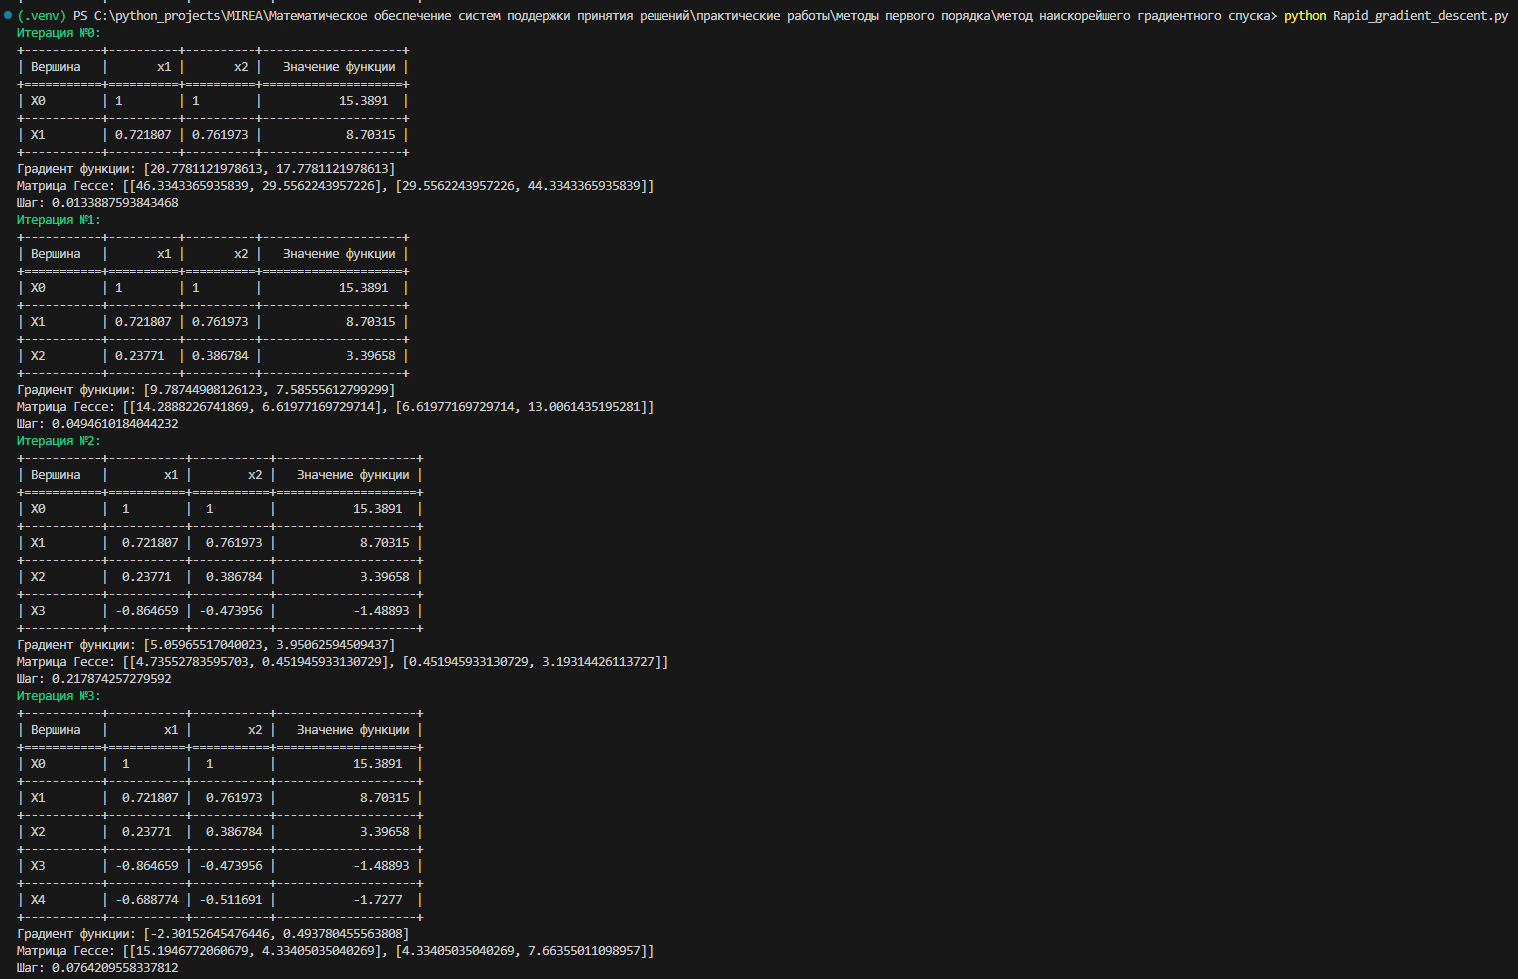 (.venv) PS C:\python_projects\MIREA\Математическое обеспечение систем поддержки принятия решений\практические работы\методы первого порядка\метод наискорейшего градиентного спуска> python Rapid_gradient_descent.py
Итерация №0:
+-----------+----------+----------+--------------------+
| Вершина   |       x1 |       x2 |   Значение функции |
+===========+==========+==========+====================+
| X0        | 1        | 1        |           15.3891  |
+-----------+----------+----------+--------------------+
| X1        | 0.721807 | 0.761973 |            8.70315 |
+-----------+----------+----------+--------------------+
Градиент функции: [20.7781121978613, 17.7781121978613]
Матрица Гессе: [[46.3343365935839, 29.5562243957226], [29.5562243957226, 44.3343365935839]]
Шаг: 0.0133887593843468
Итерация №1:
+-----------+----------+----------+--------------------+
| Вершина   |       x1 |       x2 |   Значение функции |
+===========+==========+==========+====================+
| X0        | 1        | 1        |           15.3891  |
+-----------+----------+----------+--------------------+
| X1        | 0.721807 | 0.761973 |            8.70315 |
+-----------+----------+----------+--------------------+
| X2        | 0.23771  | 0.386784 |            3.39658 |
+-----------+----------+----------+--------------------+
Градиент функции: [9.78744908126123, 7.58555612799299]
Матрица Гессе: [[14.2888226741869, 6.61977169729714], [6.61977169729714, 13.0061435195281]]
Шаг: 0.0494610184044232
Итерация №2:
+-----------+-----------+-----------+--------------------+
| Вершина   |        x1 |        x2 |   Значение функции |
+===========+===========+===========+====================+
| X0        |  1        |  1        |           15.3891  |
+-----------+-----------+-----------+--------------------+
| X1        |  0.721807 |  0.761973 |            8.70315 |
+-----------+-----------+-----------+--------------------+
| X2        |  0.23771  |  0.386784 |            3.39658 |
+-----------+-----------+-----------+--------------------+
| X3        | -0.864659 | -0.473956 |           -1.48893 |
+-----------+-----------+-----------+--------------------+
Градиент функции: [5.05965517040023, 3.95062594509437]
Матрица Гессе: [[4.73552783595703, 0.451945933130729], [0.451945933130729, 3.19314426113727]]
Шаг: 0.217874257279592
Итерация №3:
+-----------+-----------+-----------+--------------------+
| Вершина   |        x1 |        x2 |   Значение функции |
+===========+===========+===========+====================+
| X0        |  1        |  1        |           15.3891  |
+-----------+-----------+-----------+--------------------+
| X1        |  0.721807 |  0.761973 |            8.70315 |
+-----------+-----------+-----------+--------------------+
| X2        |  0.23771  |  0.386784 |            3.39658 |
+-----------+-----------+-----------+--------------------+
| X3        | -0.864659 | -0.473956 |           -1.48893 |
+-----------+-----------+-----------+--------------------+
| X4        | -0.688774 | -0.511691 |           -1.7277  |
+-----------+-----------+-----------+--------------------+
Градиент функции: [-2.30152645476446, 0.493780455563808]
Матрица Гессе: [[15.1946772060679, 4.33405035040269], [4.33405035040269, 7.66355011098957]]
Шаг: 0.0764209558337812